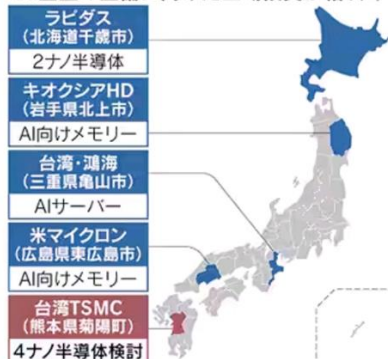 ラピダス
(北海道千歳市)
2ナノ半導体
キオクシアHD
(岩手県北上市)
AI向けメモリー
台湾・鴻海
(三重県亀山市)
AIサーバー
米マイクロン
(広島県東広島市)
AI向けメモリー
台湾TSMC
(熊本県菊陽町)
4ナノ半導体検討